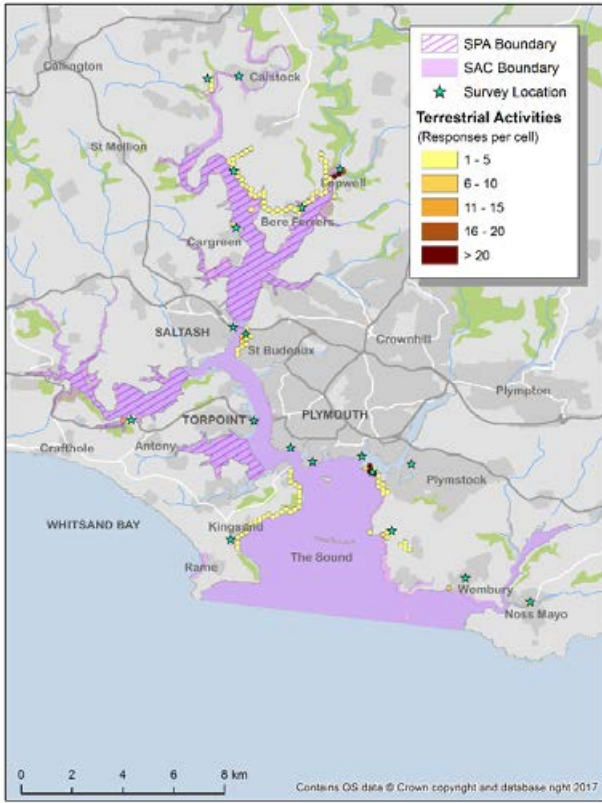 SPA Boundary
SAC Boundary
Survey Location
Terrestrial Activities
(Responses per cell)
1 - 5
6 - 10
11 - 15
16 - 20
> 20
Callington
Calstock
St Mellion
Lopwell
Bere Ferrers
Cargreen
SALTASH
Crownhill
St Budeaux
Plympton
TORPOINT
PLYMOUTH
Crafthole
Antony
Plymstock
WHITSAND BAY
Kingsand
The Sound
Rame
Wembury
Noss Mayo
0 2 4 8 km
Contains OS data © Crown copyright and database right 2017